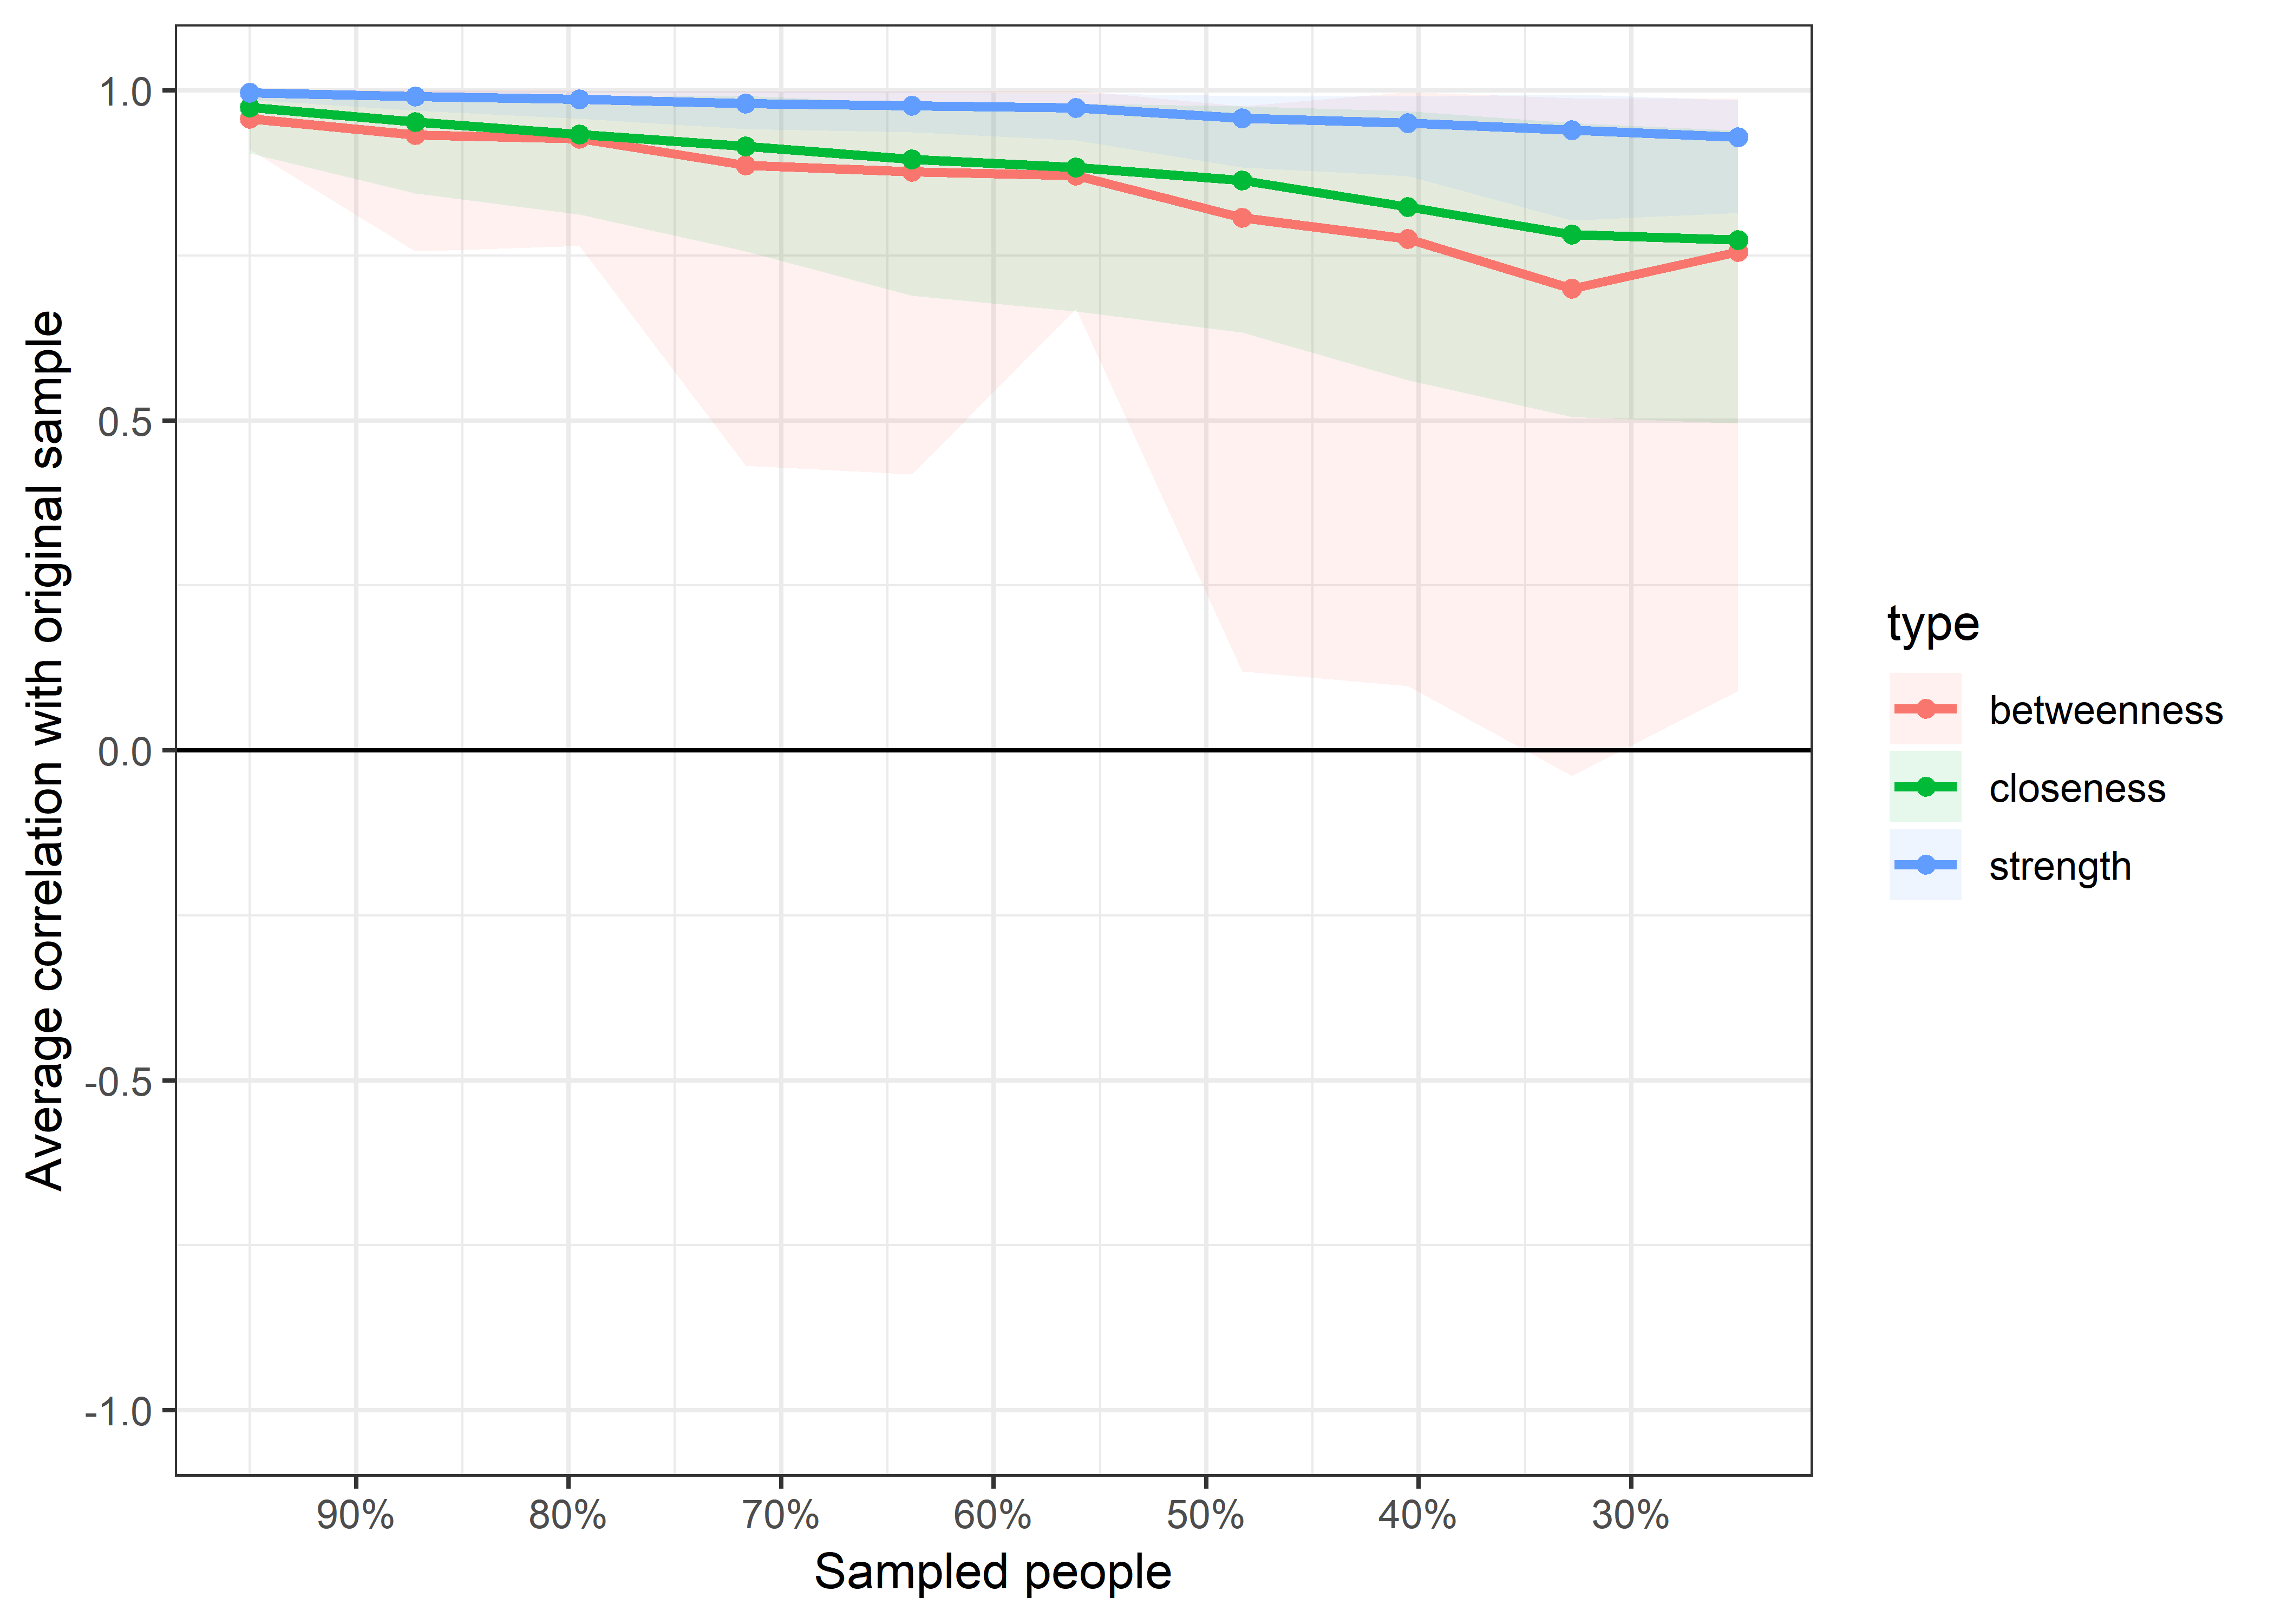 Average correlation with original sample
1.0
0.5
0.0
-0.5
-1.0
90% 80% 70% 60% 50% 40% 30%
Sampled people
type
betweenness
closeness
strength